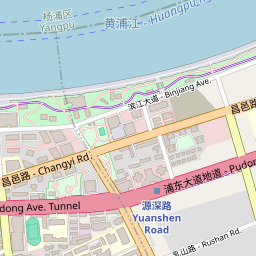 杨浦区
Yangpu
黄浦江 -
Huangpu
滨江大道 - Binjiang Ave.
昌邑路 - Changyi Rd.
昌邑路
浦东大道地道 - Pudo
dong Ave. Tunnel
源深路
Yuanshen
Road
乳山路 - Rushan Rd